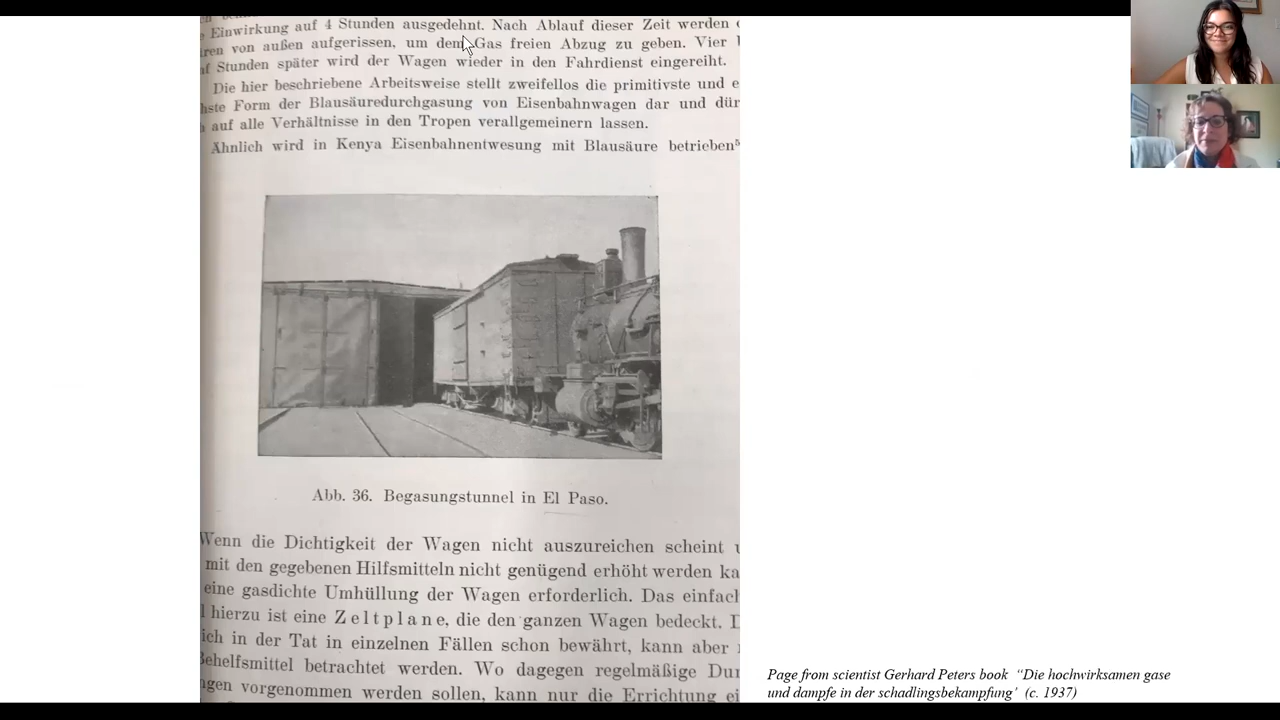 Einwirkung auf 4 Stunden ausgedehnt. Nach Ablauf dieser Zeit werden
von außen aufgerissen, um dem Gas freien Abzug zu geben. Vier
Stunden später wird der Wagen wieder in den Fahrdienst eingereiht.
Die hier beschriebene Arbeitsweise stellt zweifellos die primitivste und
Form der Blausäuredurchgasung von Eisenbahnwagen dar und
auf alle Verhältnisse in den Tropen verallgemeinern lassen.
Ähnlich wird in Kenya Eisenbahnentwesung mit Blausäure betrieben
Abb. 36. Begasungstunnel in El Paso.
Wenn die Dichtigkeit der Wagen nicht auszureichen scheint
mit den gegebenen Hilfsmitteln nicht genügend erhöht werden
eine gasdichte Umhüllung der Wagen erforderlich. Das
hierzu ist eine Zeltplane, die den ganzen Wagen bedeckt.
in der Tat in einzelnen Fällen schon bewährt, kann aber
Behelfsmittel betrachtet werden. Wo dagegen regelmäßige
vorgenommen werden sollen, kann nur die Errichtung
Page from scientist Gerhard Peters book “Die hochwirksamen gase
und dampfe in der schadlingsbekampfung’ (c. 1937)